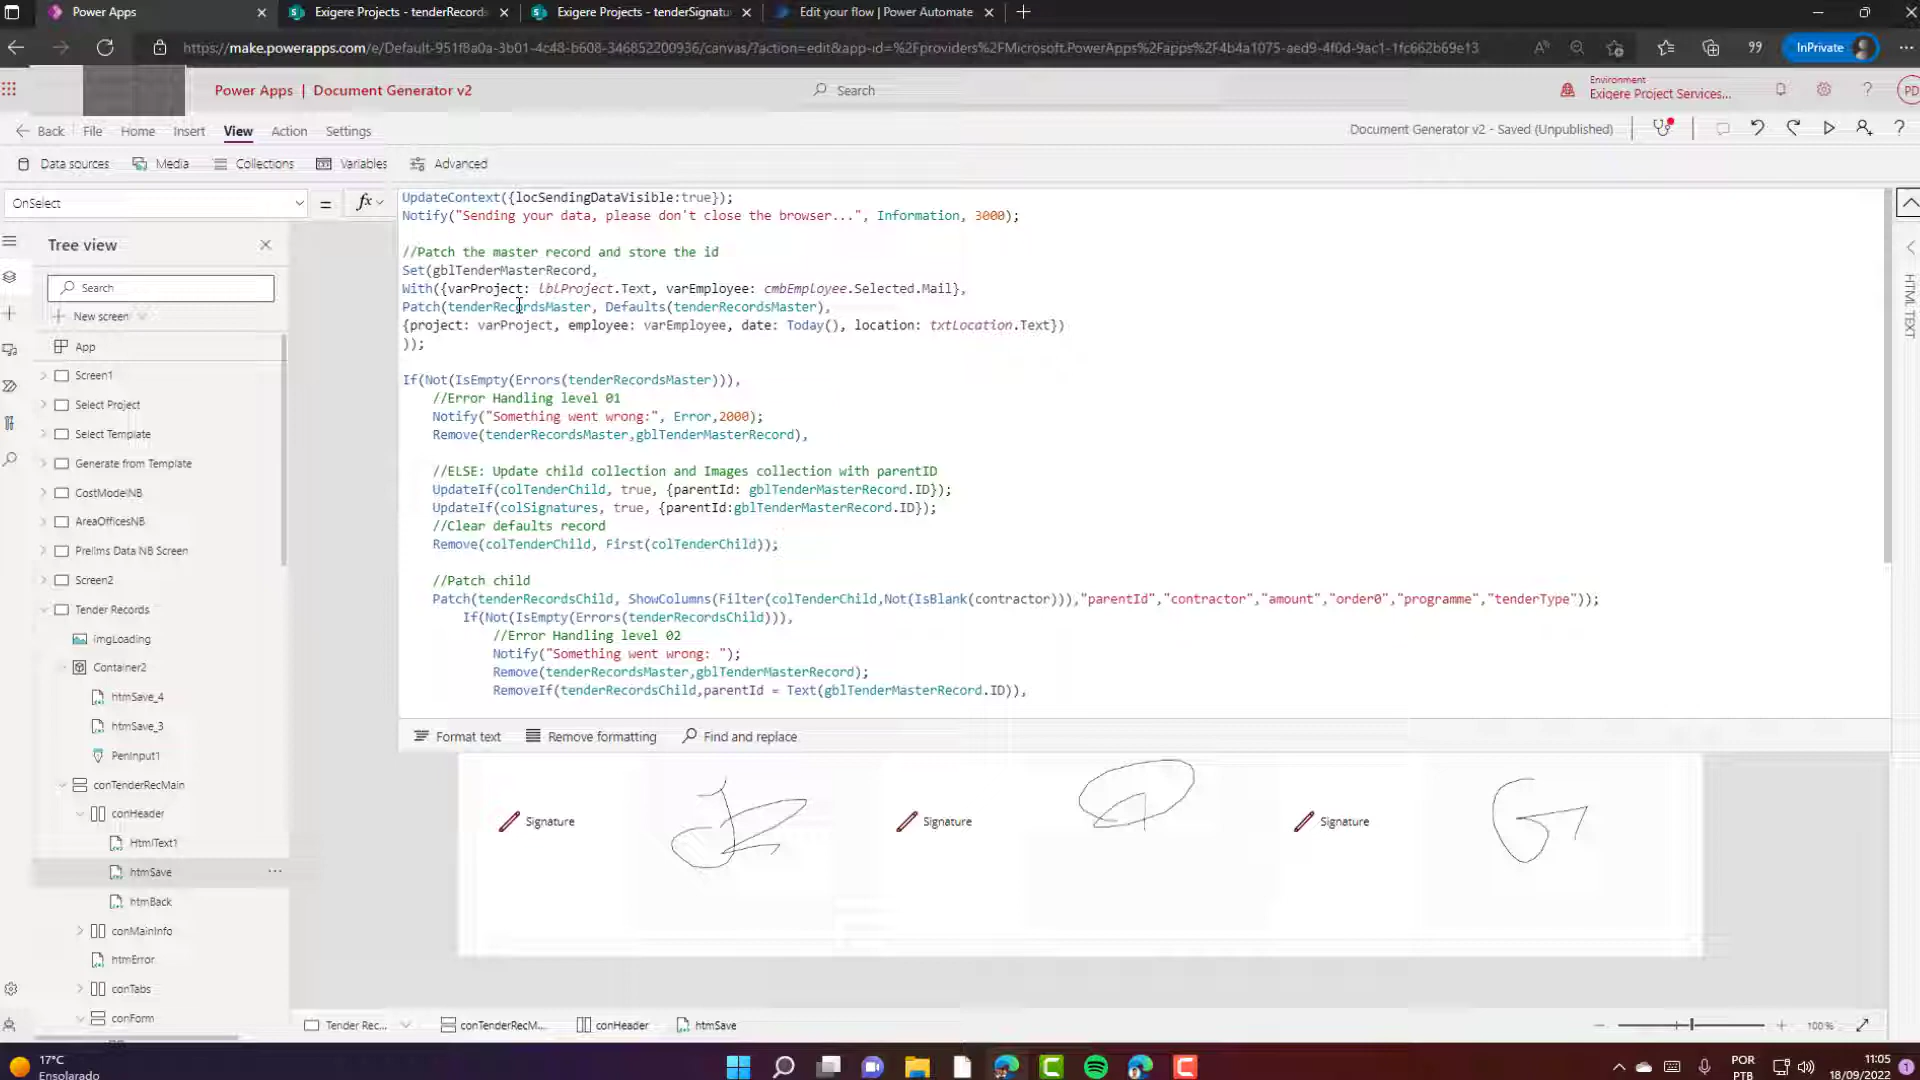 Power Apps
Exigere Projects - tenderRecords
Exigere Projects - tenderSignatu
Edit your flow | Power Automate
https://make.powerapps.com/e/Default-951f8a0a-3b01-4c48-b608-346852200936/canvas/?action=edit&app-id=%2Fproviders%2FMicrosoft.PowerApps%2Fapps%2F4b4a1075-aed9-4f0d-9ac1-1fc662b69e13
InPrivate
Power Apps | Document Generator v2
Search
Environment
Exigere Project Services...
PD
Back File Home Insert View Action Settings
Document Generator v2 - Saved (Unpublished)
Data sources Media Collections Variables Advanced
OnSelect
= fx
UpdateContext({locSendingDataVisible:true});
Notify("Sending your data, please don't close the browser...", Information, 3000);
//Patch the master record and store the id
Set(gblTenderMasterRecord,
With({varProject: lblProject.Text, varEmployee: cmbEmployee.Selected.Mail},
Patch(tenderRecordsMaster, Defaults(tenderRecordsMaster),
{project: varProject, employee: varEmployee, date: Today(), location: txtLocation.Text})
));
If(Not(IsEmpty(Errors(tenderRecordsMaster))),
//Error Handling level 01
Notify("Something went wrong:", Error,2000);
Remove(tenderRecordsMaster,gblTenderMasterRecord),
//ELSE: Update child collection and Images collection with parentID
UpdateIf(colTenderChild, true, {parentId: gblTenderMasterRecord.ID});
UpdateIf(colSignatures, true, {parentId:gblTenderMasterRecord.ID});
//Clear defaults record
Remove(colTenderChild, First(colTenderChild));
//Patch child
Patch(tenderRecordsChild, ShowColumns(Filter(colTenderChild,Not(IsBlank(contractor))),"parentId","contractor","amount","order0","programme","tenderType"));
If(Not(IsEmpty(Errors(tenderRecordsChild))),
//Error Handling level 02
Notify("Something went wrong: ");
Remove(tenderRecordsMaster,gblTenderMasterRecord);
RemoveIf(tenderRecordsChild,parentId = Text(gblTenderMasterRecord.ID)),
Format text Remove formatting Find and replace
HTML TEXT
Tree view
Search
New screen
App
Screen1
Select Project
Select Template
Generate from Template
CostModelNB
AreaOfficesNB
Prelims Data NB Screen
Screen2
Tender Records
imgLoading
Container2
htmSave_4
htmSave_3
PenInput1
conTenderRecMain
conHeader
HtmlText1
htmSave
htmBack
conMainInfo
htmError
conTabs
conForm
Signature
Signature
Signature
Tender Rec... conTenderRecM... conHeader htmSave
100 %
17°C
Ensolarado
POR
PTB
11:05
18/09/2022
1